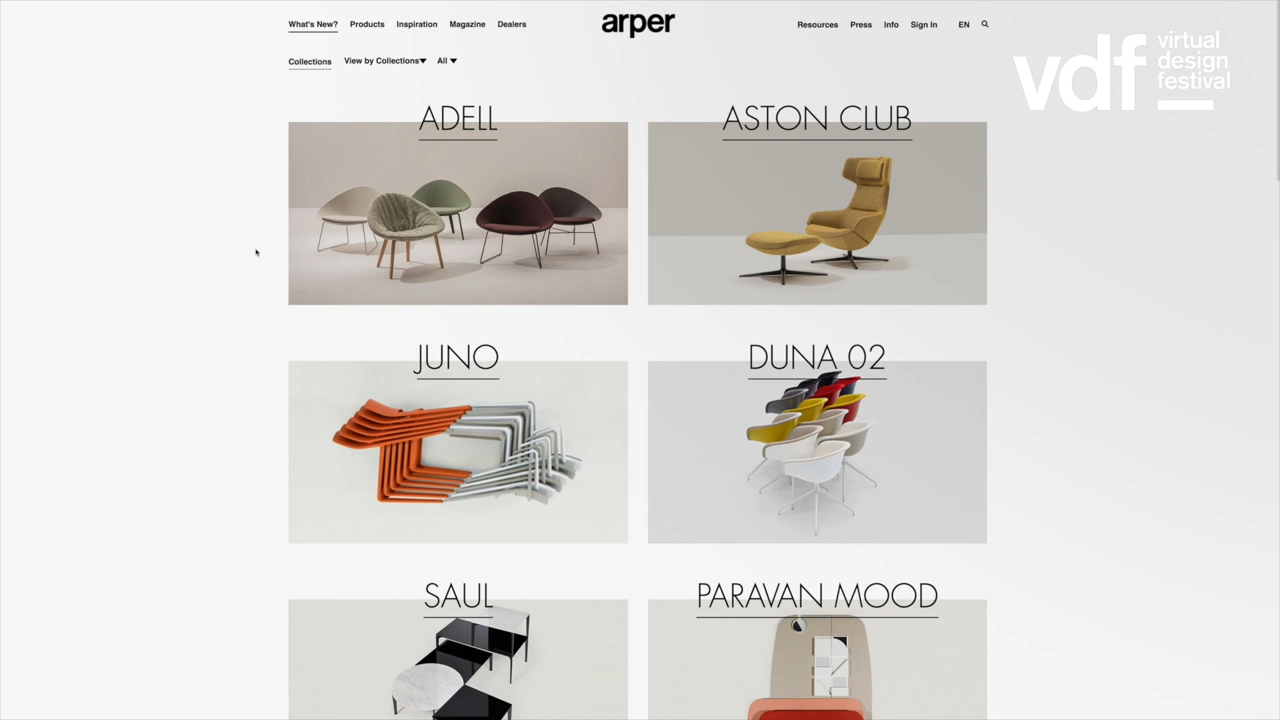 What's New?
Products
Inspiration
Magazine
Dealers
arper
Resources
Press
Info
Sign In
EN
vdf virtual
design
festival
Collections
View by Collections
All
ADELL
ASTON CLUB
JUNO
DUNA 02
SAUL
PARAVAN MOOD